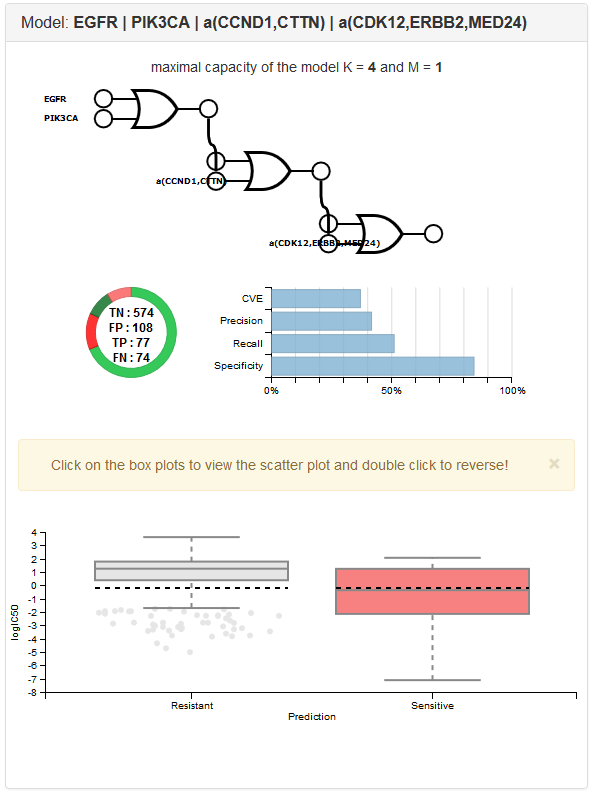 Model: EGFR | PIK3CA | a(CCND1,CTTN) | a(CDK12,ERBB2,MED24)
maximal capacity of the model K = 4 and M = 1
EGFR
PIK3CA
a(CCND1,CTTN)
a(CDK12,ERBB2,MED24)
TN : 574
FP : 108
TP : 77
FN : 74
CVE
Precision
Recall
Specificity
0% 50% 100%
Click on the box plots to view the scatter plot and double click to reverse! ×
4
3
2
1
0
-1
-2
-3
-4
-5
-6
-7
-8
logIC50
Resistant Sensitive
Prediction